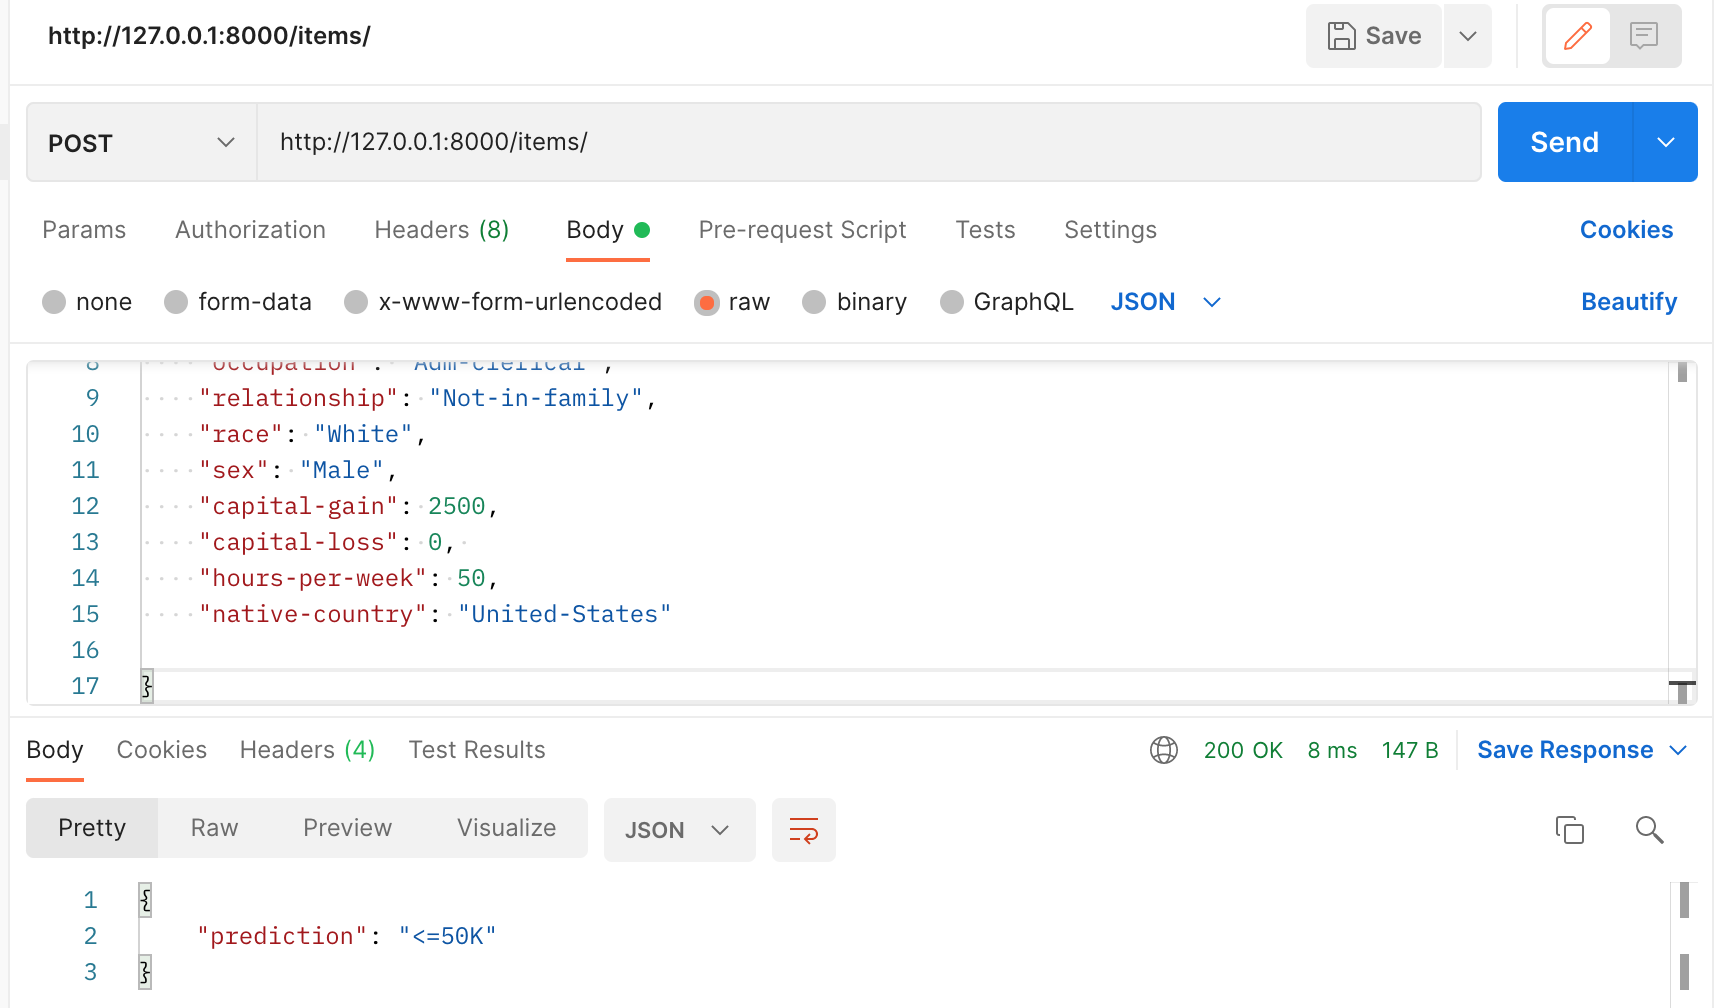 http://127.0.0.1:8000/items/
Save
POST http://127.0.0.1:8000/items/ Send
Params Authorization Headers (8) Body Pre-request Script Tests Settings Cookies
none form-data x-www-form-urlencoded raw binary GraphQL JSON Beautify
8 "occupation": "Adm-clerical",
9 "relationship": "Not-in-family",
10 "race": "White",
11 "sex": "Male",
12 "capital-gain": 2500,
13 "capital-loss": 0,
14 "hours-per-week": 50,
15 "native-country": "United-States"
16
17 }
Body Cookies Headers (4) Test Results 200 OK 8 ms 147 B Save Response
Pretty Raw Preview Visualize JSON
1 {
2 "prediction": "<=50K"
3 }